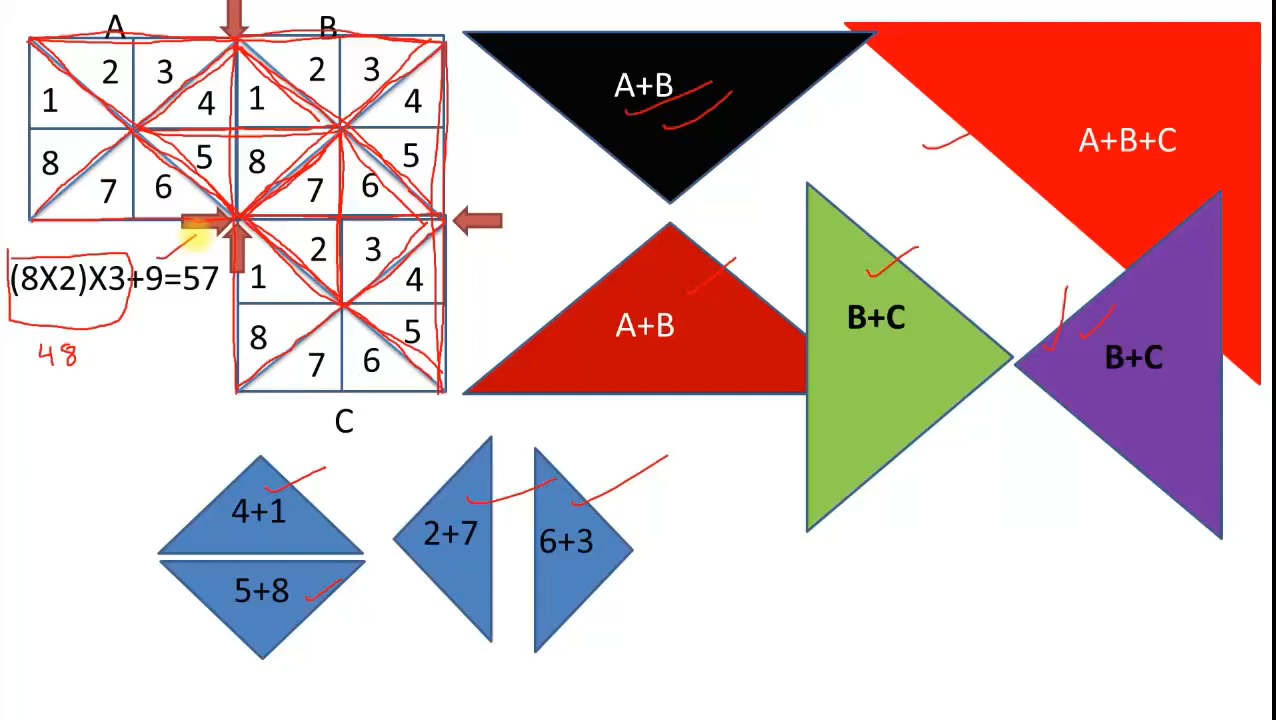 A B
2 3 2 3
1 4 1 4
8 5 8 5
7 6 7 6
(8X2)X3+9=57
48
1 2 3 4
8 7 6 5
C
A+B
A+B+C
A+B
B+C
B+C
4+1
5+8
2+7
6+3